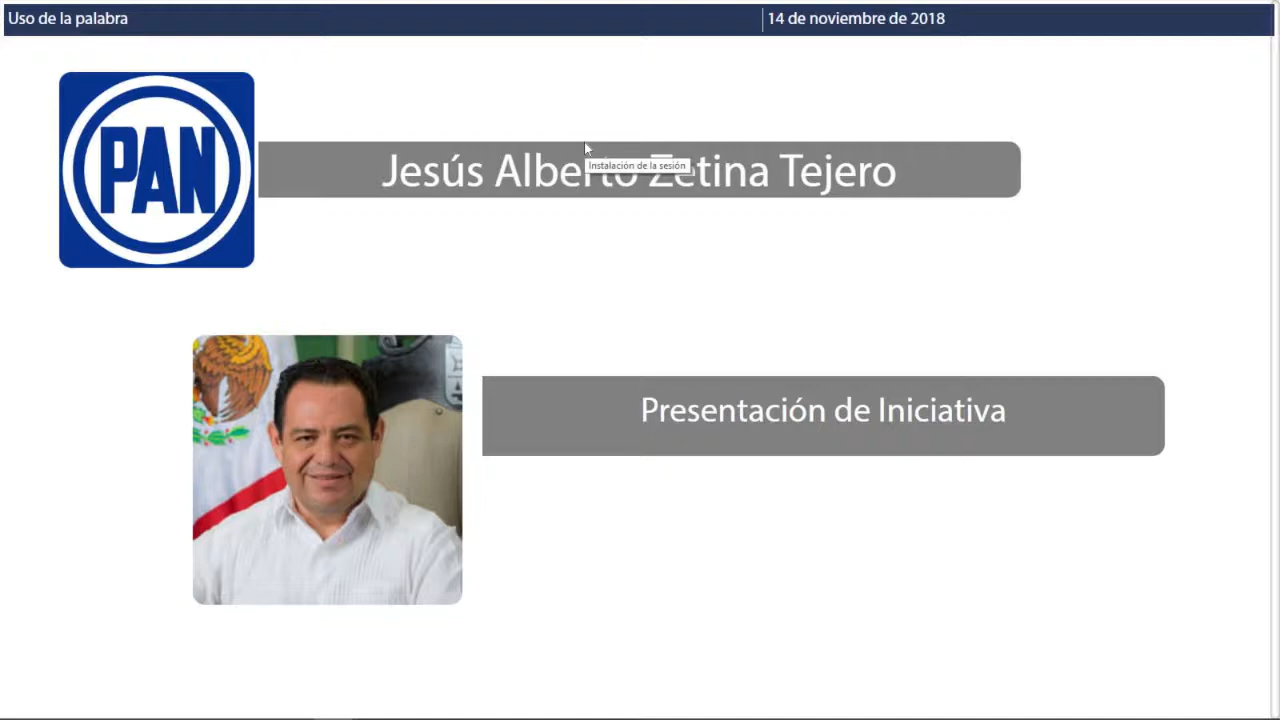 Uso de la palabra
14 de noviembre de 2018
PAN
Jesús Alberto Zetina Tejero
Instalación de la sesión
Presentación de Iniciativa